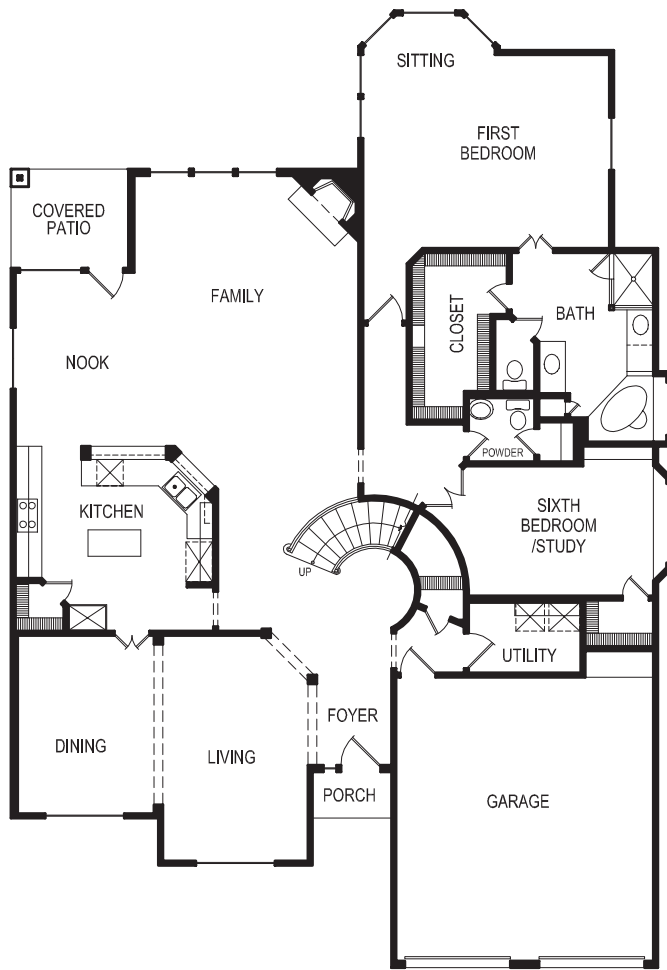 SITTING
FIRST
BEDROOM
COVERED
PATIO
FAMILY
CLOSET
BATH
NOOK
POWDER
KITCHEN
SIXTH
BEDROOM
/STUDY
UP
UTILITY
FOYER
DINING
LIVING
PORCH
GARAGE